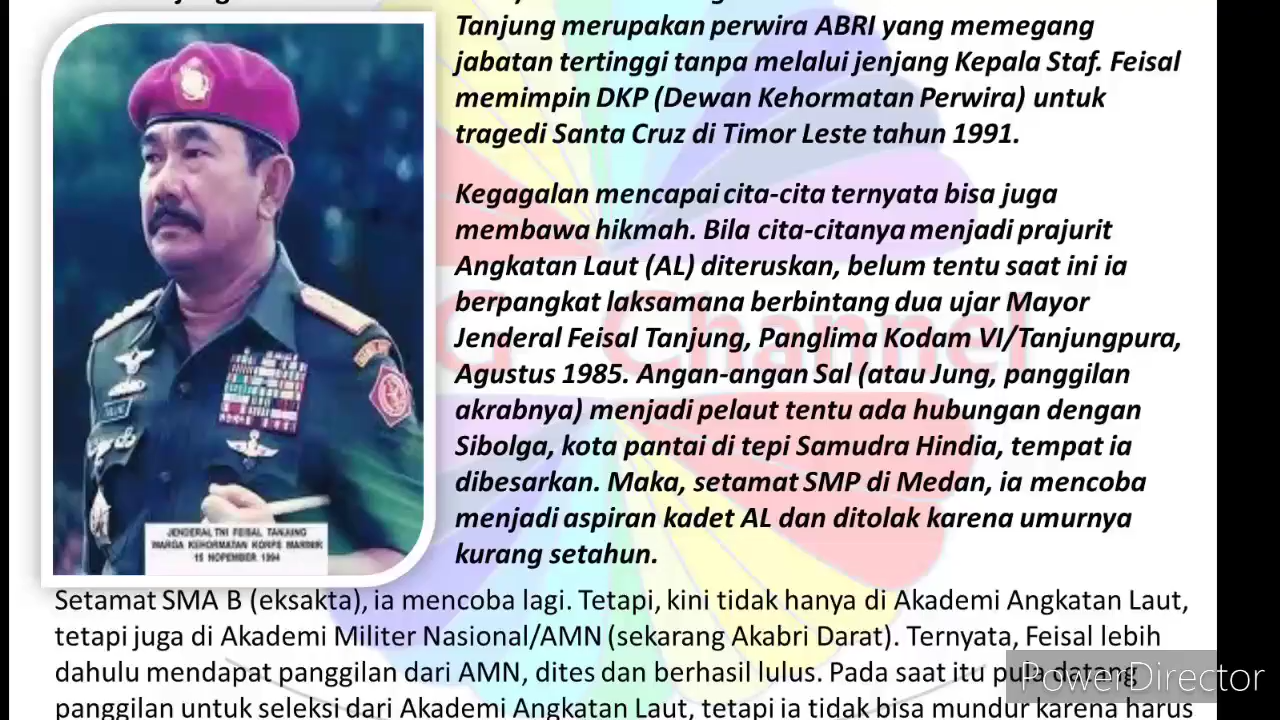 Tanjung merupakan perwira ABRI yang memegang
jabatan tertinggi tanpa melalui jenjang Kepala Staf. Feisal
memimpin DKP (Dewan Kehormatan Perwira) untuk
tragedi Santa Cruz di Timor Leste tahun 1991.
Kegagalan mencapai cita-cita ternyata bisa juga
membawa hikmah. Bila cita-citanya menjadi prajurit
Angkatan Laut (AL) diteruskan, belum tentu saat ini ia
berpangkat laksamana berbintang dua ujar Mayor
Jenderal Feisal Tanjung, Panglima Kodam VI/Tanjungpura,
Agustus 1985. Angan-angan Sal (atau Jung, panggilan
akrabnya) menjadi pelaut tentu ada hubungan dengan
Sibolga, kota pantai di tepi Samudra Hindia, tempat ia
dibesarkan. Maka, setamat SMP di Medan, ia mencoba
menjadi aspiran kadet AL dan ditolak karena umurnya
kurang setahun.
JENDERAL TNI FEISAL TANJUNG
WARGA KEHORMATAN KORPS MARINIR
15 NOPEMBER 1994
Setamat SMA B (eksakta), ia mencoba lagi. Tetapi, kini tidak hanya di Akademi Angkatan Laut,
tetapi juga di Akademi Militer Nasional/AMN (sekarang Akabri Darat). Ternyata, Feisal lebih
dahulu mendapat panggilan dari AMN, dites dan berhasil lulus. Pada saat itu pula datang
panggilan untuk seleksi dari Akademi Angkatan Laut, tetapi ia tidak bisa mundur karena harus
G Channel
PowerDirector